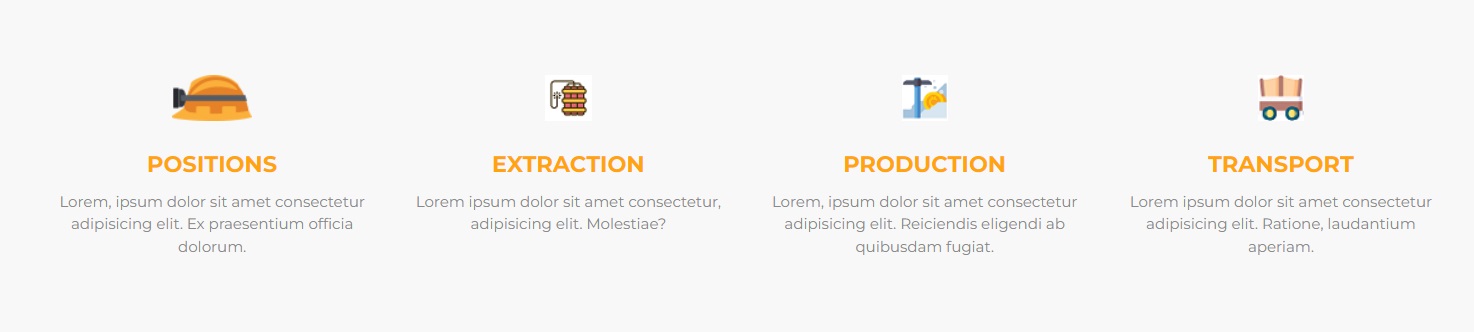 POSITIONS
Lorem, ipsum dolor sit amet consectetur
adipisicing elit. Ex praesentium officia
dolorum.
EXTRACTION
Lorem ipsum dolor sit amet consectetur,
adipisicing elit. Molestiae?
PRODUCTION
Lorem, ipsum dolor sit amet consectetur
adipisicing elit. Reiciendis eligendi ab
quibusdam fugiat.
TRANSPORT
Lorem ipsum dolor sit amet consectetur
adipisicing elit. Ratione, laudantium
aperiam.